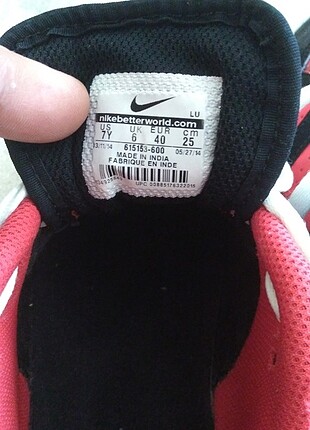 LU
nikebetterworld.com
US UK EUR cm
7Y 6 40 25
615153-600
05/27/14
MADE IN INDIA
FABRIQUE EN INDE